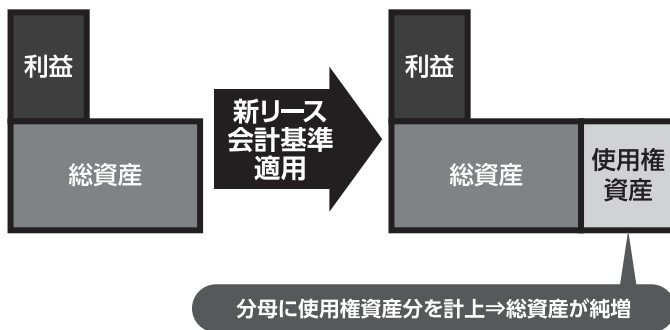 利益
総資産
新リース
会計基準
適用
利益
総資産
使用権
資産
分母に使用権資産分を計上⇒総資産が純増